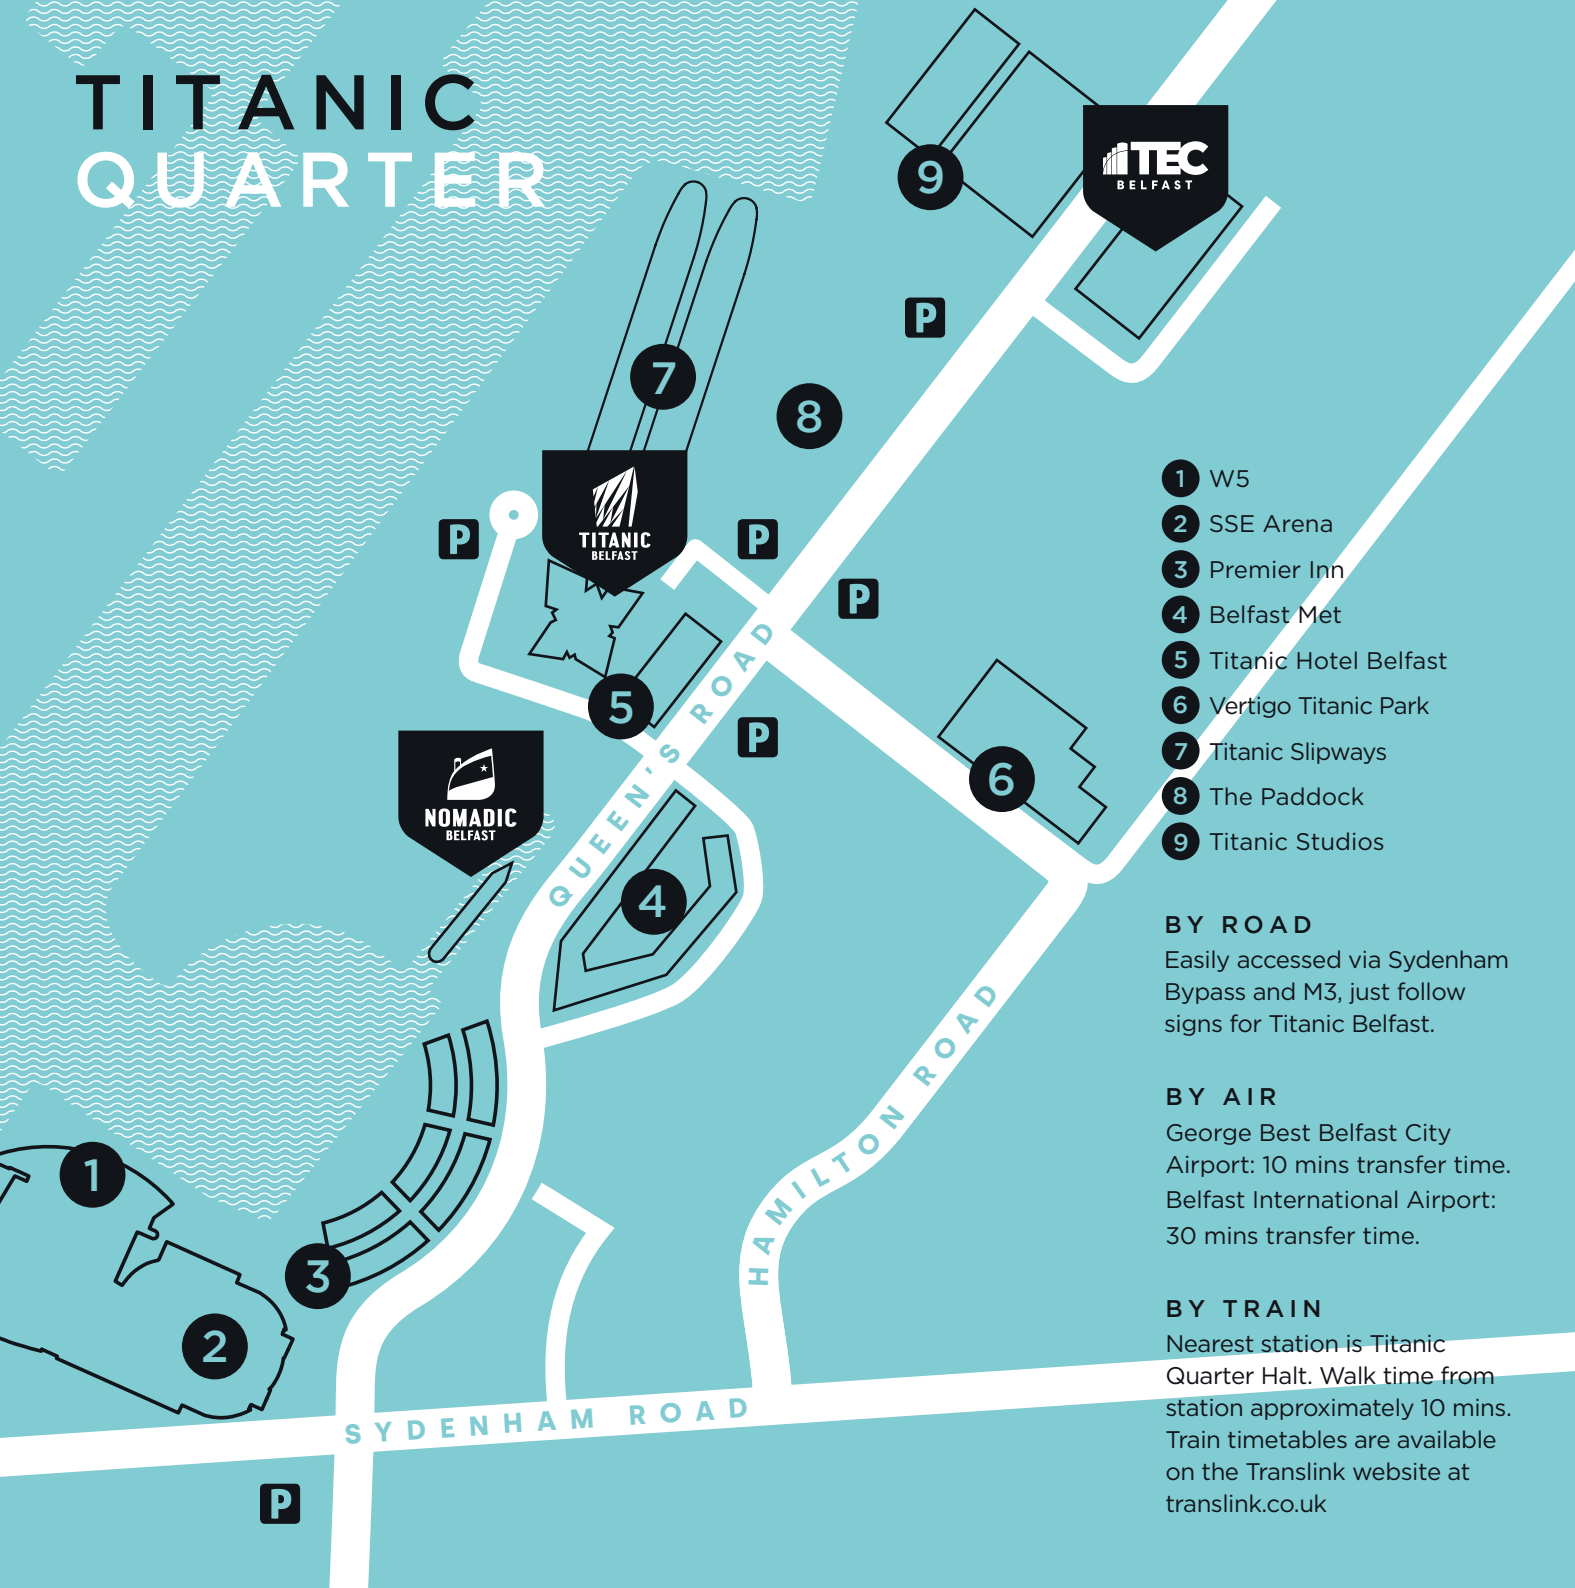 TITANIC
QUARTER
9
TEC
BELFAST
P
7
8
TITANIC
BELFAST
P
P
P
5
P
QUEEN'S ROAD
NOMADIC
BELFAST
6
4
HAMILTON ROAD
1
3
2
SYDENHAM ROAD
P
1 W5
2 SSE Arena
3 Premier Inn
4 Belfast Met
5 Titanic Hotel Belfast
6 Vertigo Titanic Park
7 Titanic Slipways
8 The Paddock
9 Titanic Studios
BY ROAD
Easily accessed via Sydenham
Bypass and M3, just follow
signs for Titanic Belfast.
BY AIR
George Best Belfast City
Airport: 10 mins transfer time.
Belfast International Airport:
30 mins transfer time.
BY TRAIN
Nearest station is Titanic
Quarter Halt. Walk time from
station approximately 10 mins.
Train timetables are available
on the Translink website at
translink.co.uk